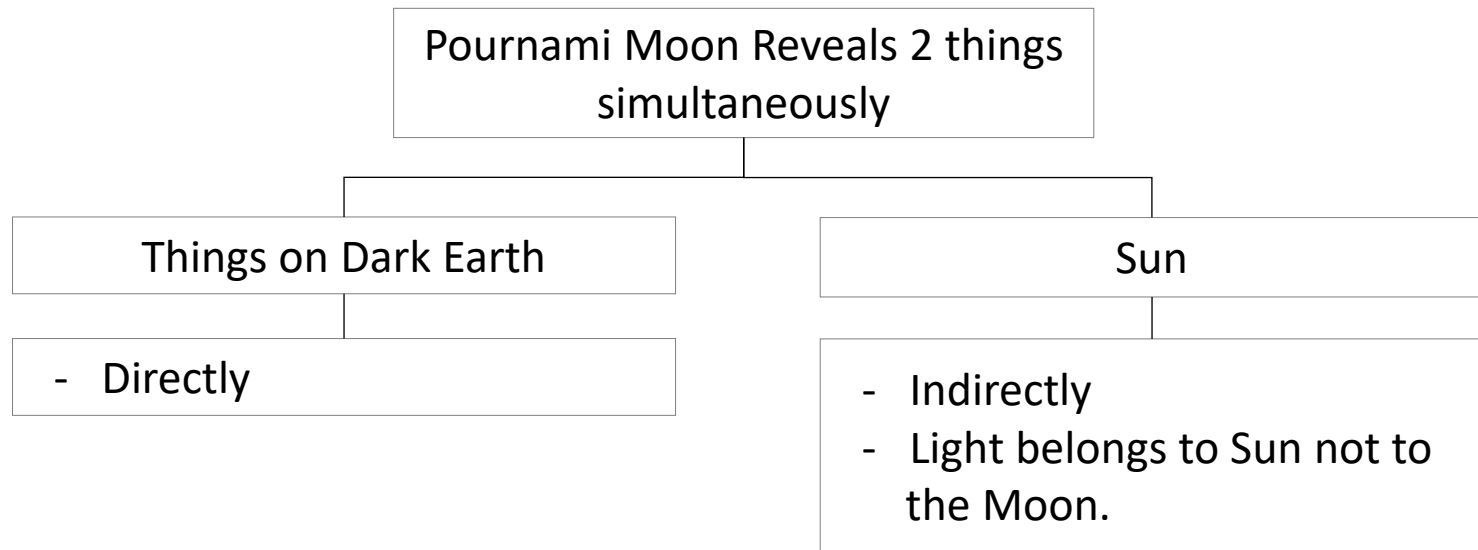 Pournami Moon Reveals 2 things
simultaneously
Things on Dark Earth
Sun
- Directly
- Indirectly
- Light belongs to Sun not to
the Moon.